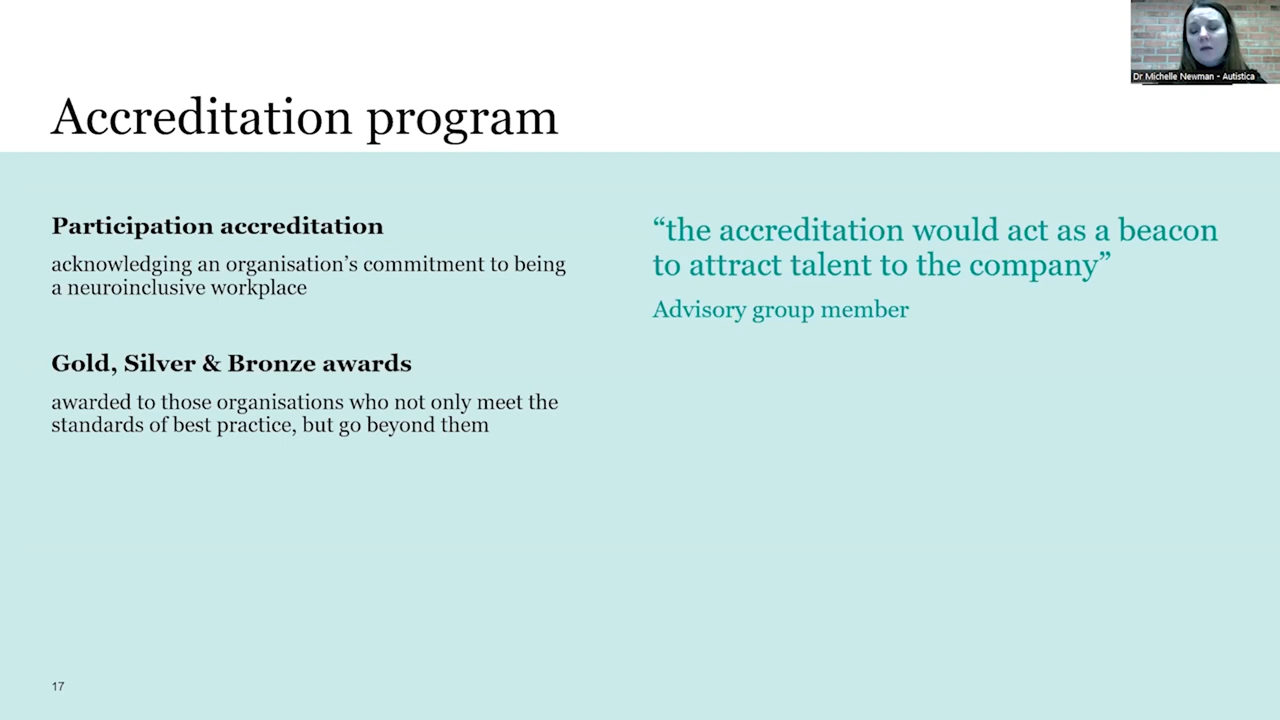 Dr Michelle Newman - Autistica
Accreditation program
Participation accreditation
acknowledging an organisation’s commitment to being
a neuroinclusive workplace
Gold, Silver & Bronze awards
awarded to those organisations who not only meet the
standards of best practice, but go beyond them
“the accreditation would act as a beacon
to attract talent to the company”
Advisory group member
17